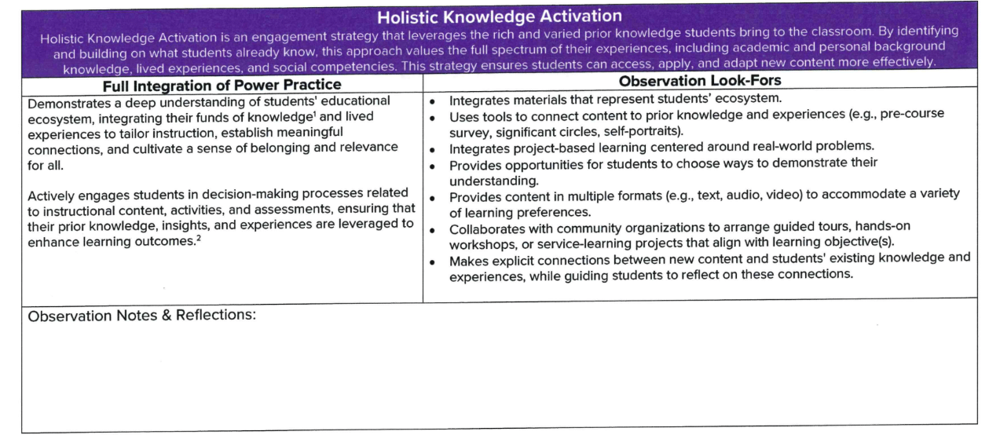 Holistic Knowledge Activation
Holistic Knowledge Activation is an engagement strategy that leverages the rich and varied prior knowledge students bring to the classroom. By identifying
and building on what students already know, this approach values the full spectrum of their experiences, including academic and personal background
knowledge, lived experiences, and social competencies. This strategy ensures students can access, apply, and adapt new content more effectively.
Full Integration of Power Practice
Demonstrates a deep understanding of students' educational
ecosystem, integrating their funds of knowledge¹ and lived
experiences to tailor instruction, establish meaningful
connections, and cultivate a sense of belonging and relevance
for all.
Actively engages students in decision-making processes related
to instructional content, activities, and assessments, ensuring that
their prior knowledge, insights, and experiences are leveraged to
enhance learning outcomes.²
Observation Look-Fors
• Integrates materials that represent students' ecosystem.
• Uses tools to connect content to prior knowledge and experiences (e.g., pre-course
survey, significant circles, self-portraits).
• Integrates project-based learning centered around real-world problems.
• Provides opportunities for students to choose ways to demonstrate their
understanding.
• Provides content in multiple formats (e.g., text, audio, video) to accommodate a variety
of learning preferences.
• Collaborates with community organizations to arrange guided tours, hands-on
workshops, or service-learning projects that align with learning objective(s).
• Makes explicit connections between new content and students' existing knowledge and
experiences, while guiding students to reflect on these connections.
Observation Notes & Reflections: